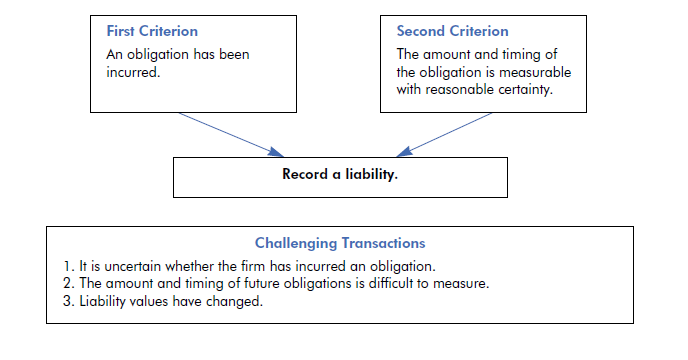 First Criterion
An obligation has been
incurred.
Second Criterion
The amount and timing of
the obligation is measurable
with reasonable certainty.
Record a liability.
Challenging Transactions
1. It is uncertain whether the firm has incurred an obligation.
2. The amount and timing of future obligations is difficult to measure.
3. Liability values have changed.